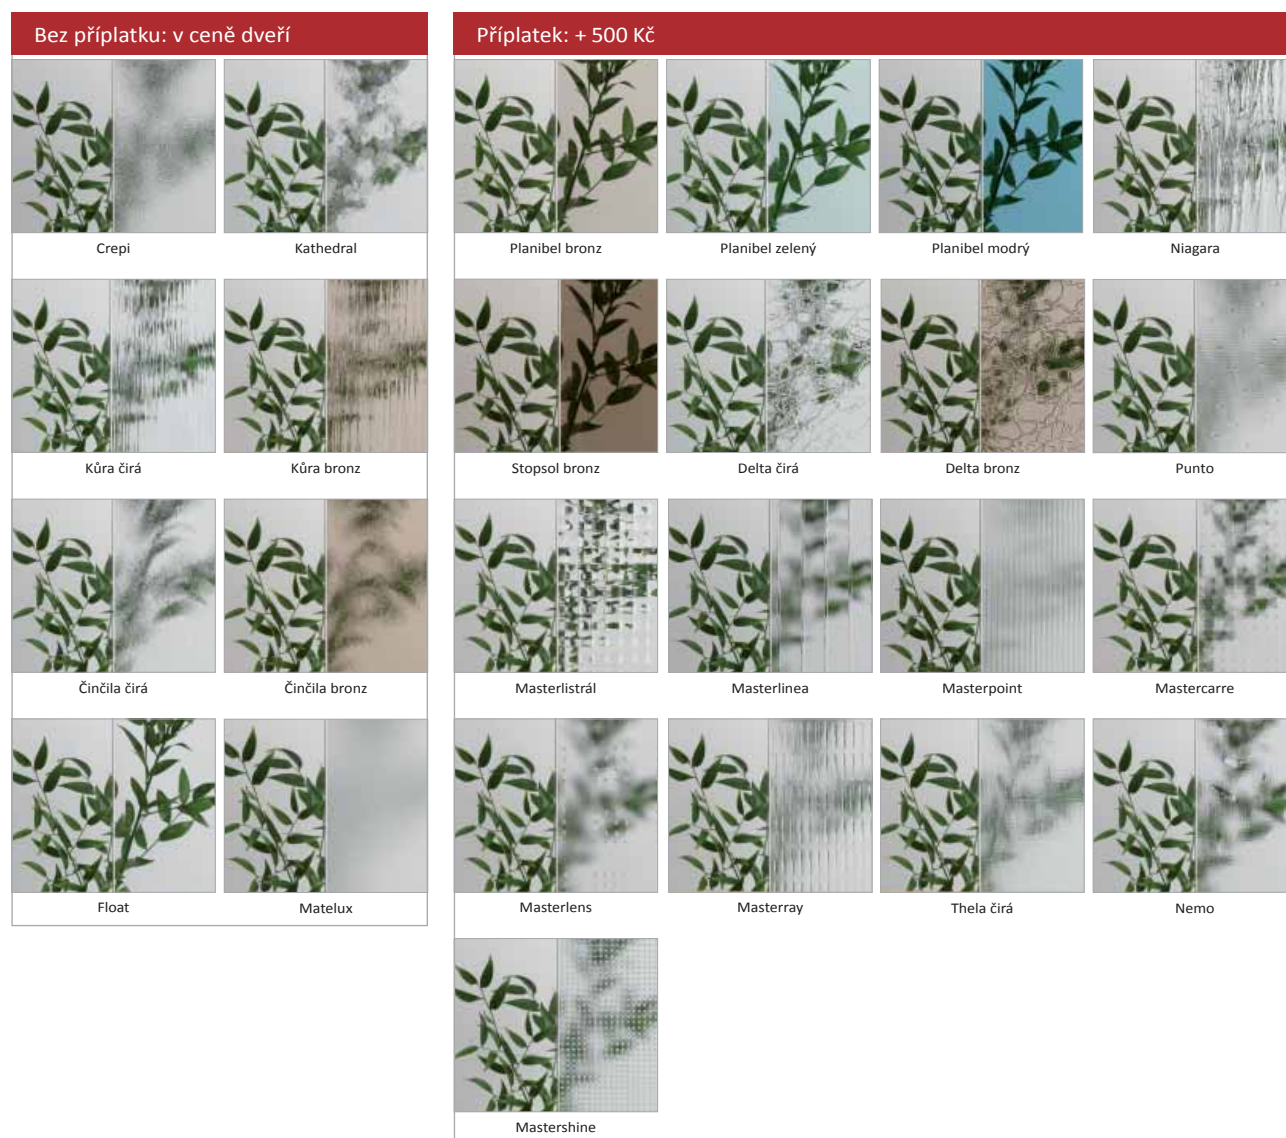 Bez příplatku: v ceně dveří
Crepi
Kathedral
Kůra čirá
Kůra bronz
Činčila čirá
Činčila bronz
Float
Matelux
Příplatek: + 500 Kč
Planibel bronz
Planibel zelený
Planibel modrý
Niagara
Stopsol bronz
Delta čirá
Delta bronz
Punto
Masterlistrál
Masterlinea
Masterpoint
Mastercarre
Masterlens
Masterray
Thela čirá
Nemo
Mastershine